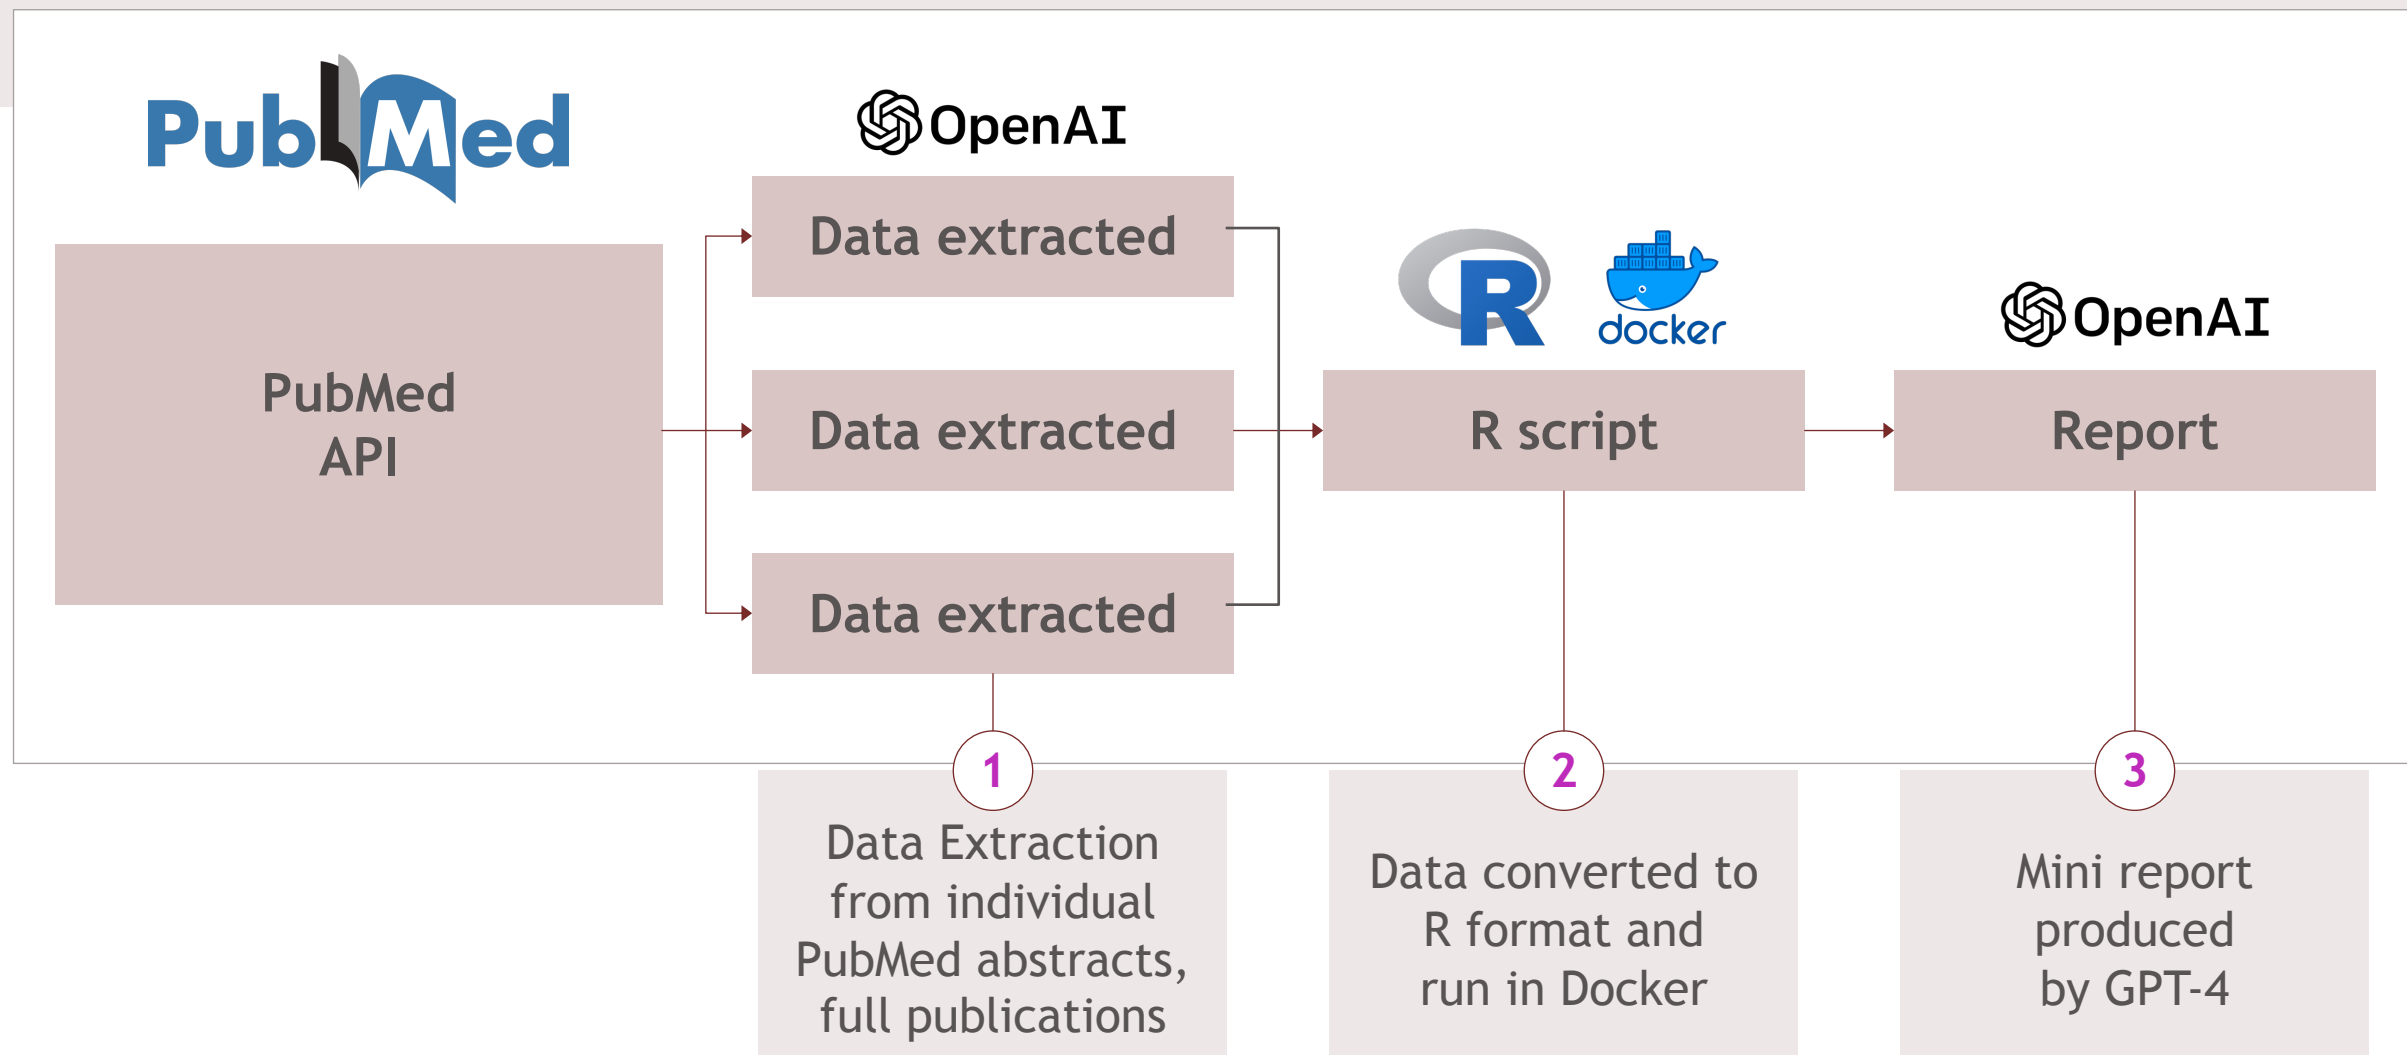 PubMed
OpenAI
Data extracted
R
docker
OpenAI
PubMed
API
Data extracted
R script
Report
Data extracted
1
2
3
Data Extraction
from individual
PubMed abstracts,
full publications
Data converted to
R format and
run in Docker
Mini report
produced
by GPT-4